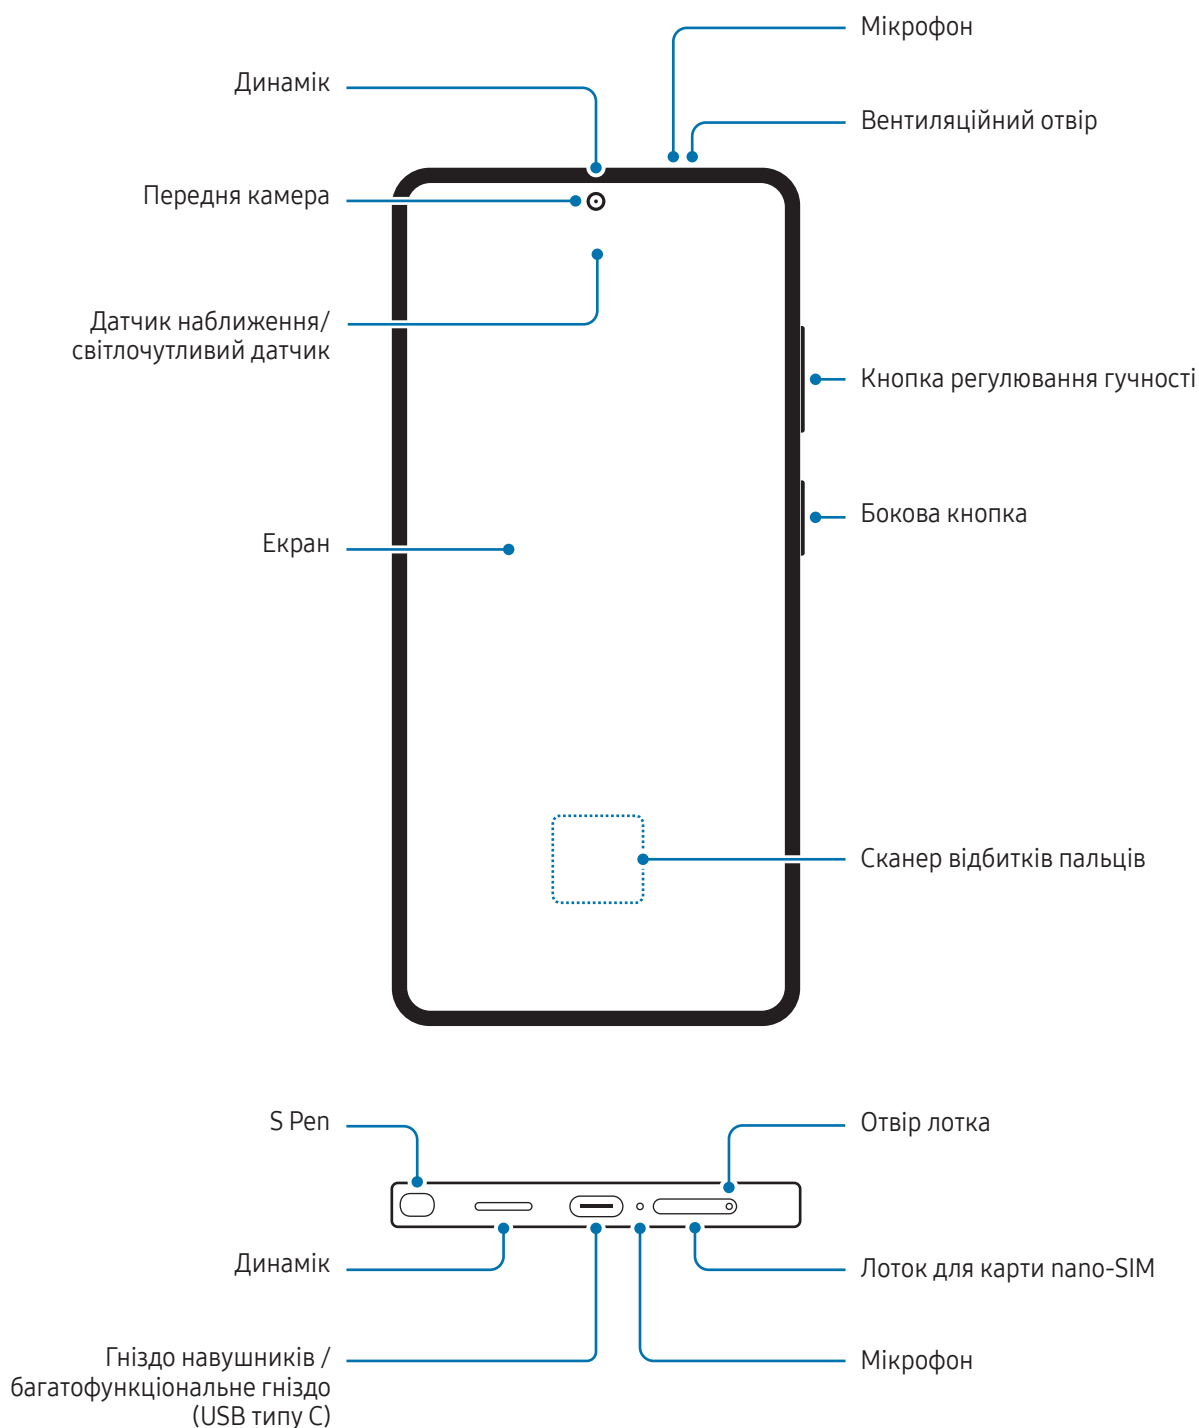 Мікрофон
Динамік
Вентиляційний отвір
Передня камера
Датчик наближення/
світлочутливий датчик
Кнопка регулювання гучності
Бокова кнопка
Екран
Сканер відбитків пальців
S Pen
Отвір лотка
Динамік
Лоток для карти nano-SIM
Гніздо навушників /
багатофункціональне гніздо
(USB типу C)
Мікрофон